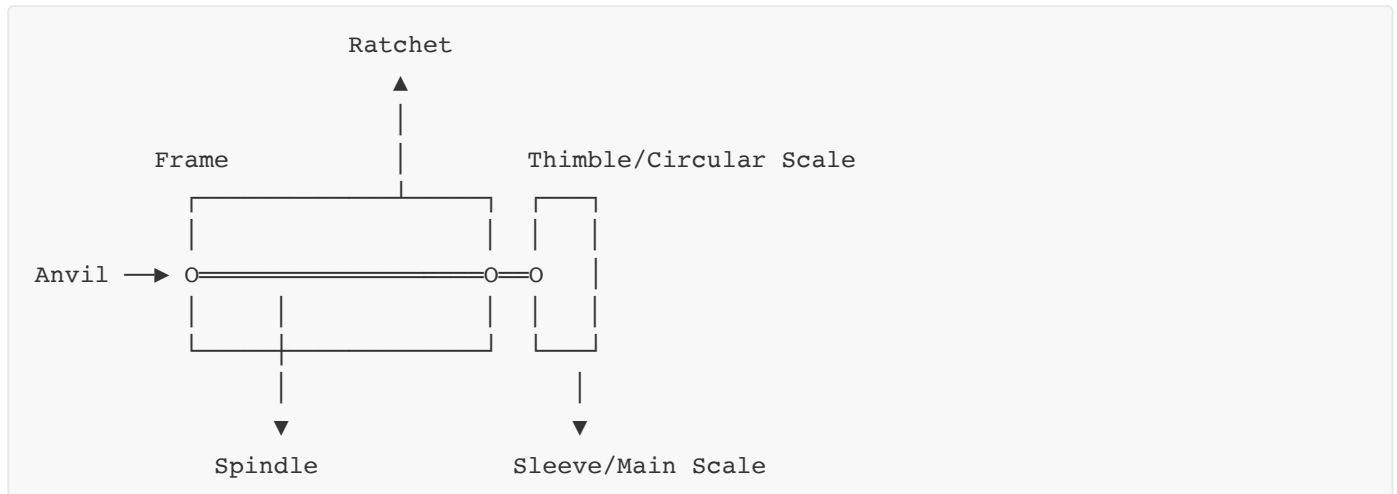 Ratchet
Frame Thimble/Circular Scale
Anvil
Spindle Sleeve/Main Scale